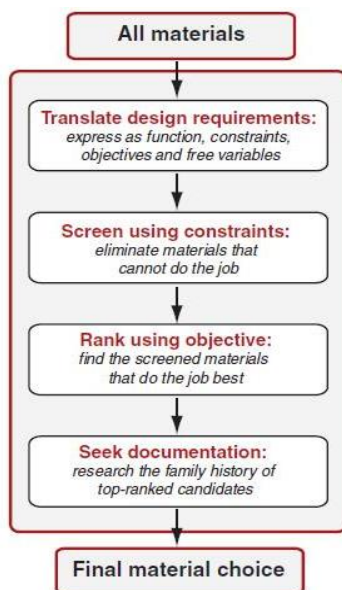 All materials
Translate design requirements:
express as function, constraints,
objectives and free variables
Screen using constraints:
eliminate materials that
cannot do the job
Rank using objective:
find the screened materials
that do the job best
Seek documentation:
research the family history of
top-ranked candidates
Final material choice